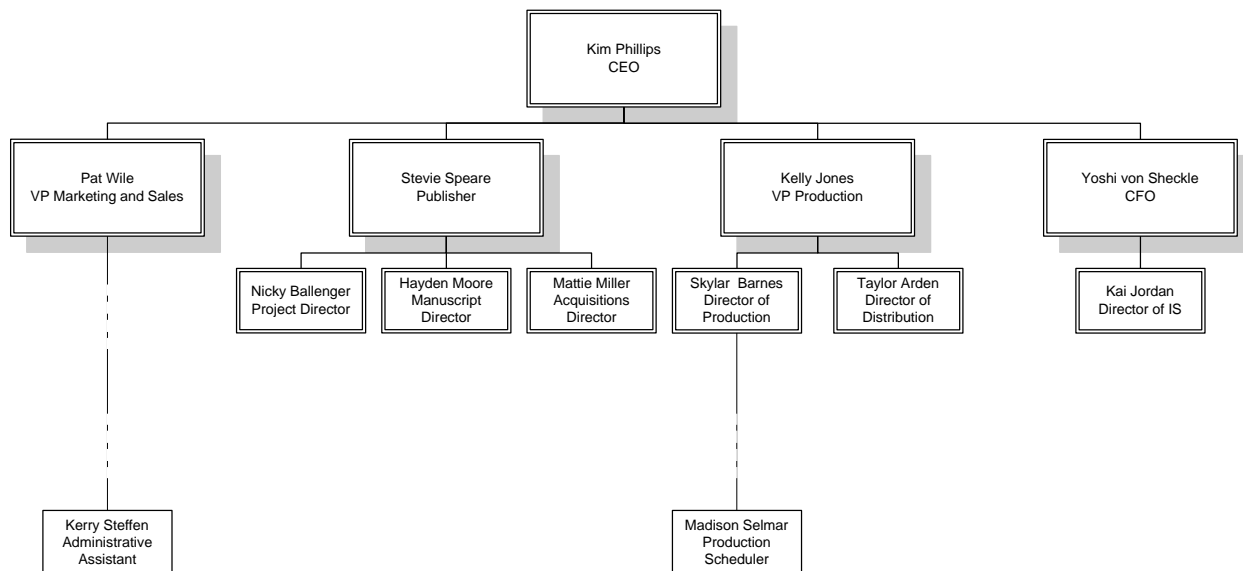 Kim Phillips
CEO
Pat Wile
VP Marketing and Sales
Stevie Speare
Publisher
Kelly Jones
VP Production
Yoshi von Sheckle
CFO
Nicky Ballenger
Project Director
Hayden Moore
Manuscript
Director
Mattie Miller
Acquisitions
Director
Skylar  Barnes
Director of
Production
Taylor Arden
Director of
Distribution
Kai Jordan
Director of IS
Kerry Steffen
Administrative
Assistant
Madison Selmar
Production
Scheduler